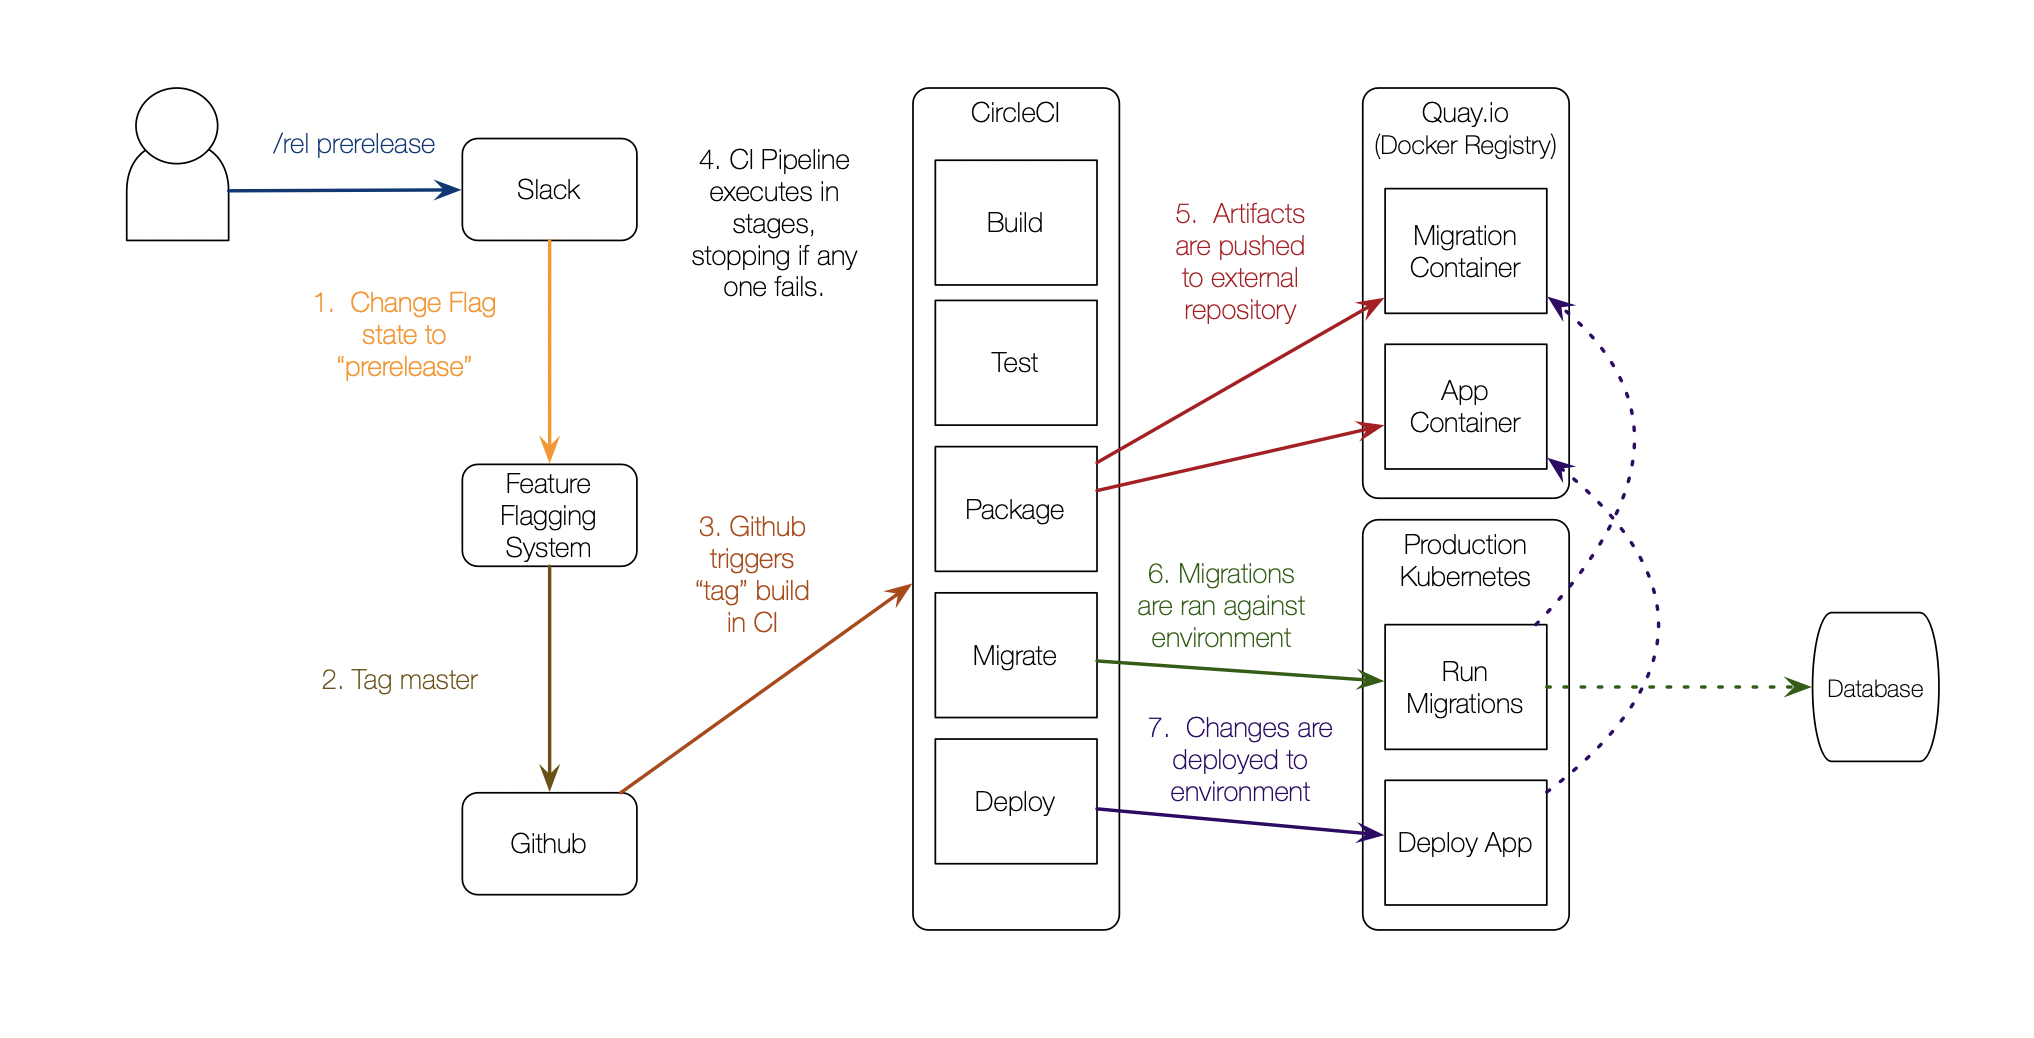 /rel prerelease
Slack
1. Change Flag
state to
“prerelease”
Feature
Flagging
System
2. Tag master
Github
3. Github
triggers
“tag” build
in CI
4. CI Pipeline
executes in
stages,
stopping if any
one fails.
CircleCI
Build
Test
Package
Migrate
Deploy
5. Artifacts
are pushed
to external
repository
Quay.io
(Docker Registry)
Migration
Container
App
Container
6. Migrations
are ran against
environment
7. Changes are
deployed to
environment
Production
Kubernetes
Run
Migrations
Deploy App
Database